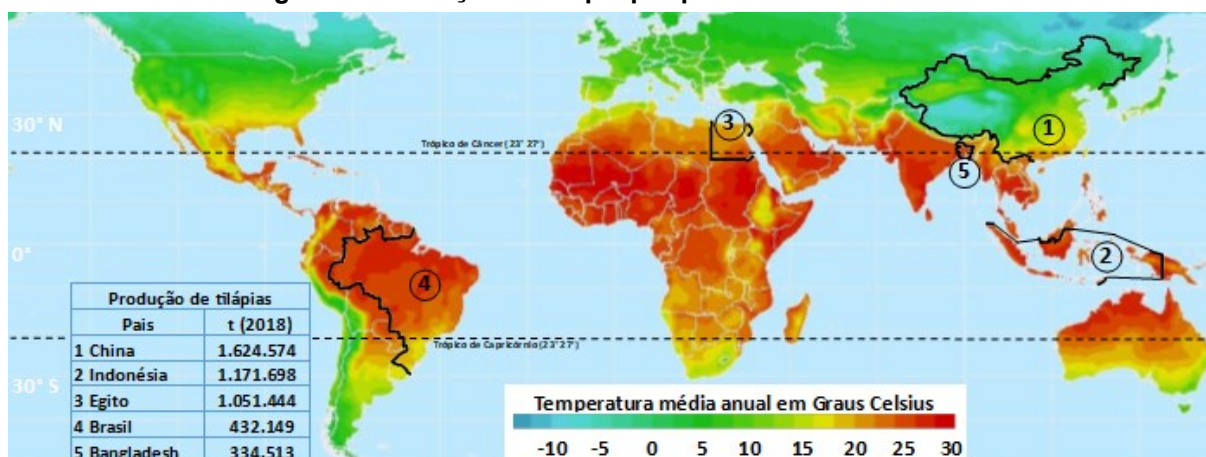 30° N
3
1
Trópico de Câncer (23° 27')
5
0°
2
4
Produção de tilápias
Pais t (2018)
1 China 1.624.574
2 Indonésia 1.171.698
3 Egito 1.051.444
4 Brasil 432.149
5 Bangladesh 334.513
Trópico de Capricórnio (23° 27')
30° S
Temperatura média anual em Graus Celsius
-10 -5 0 5 10 15 20 25 30